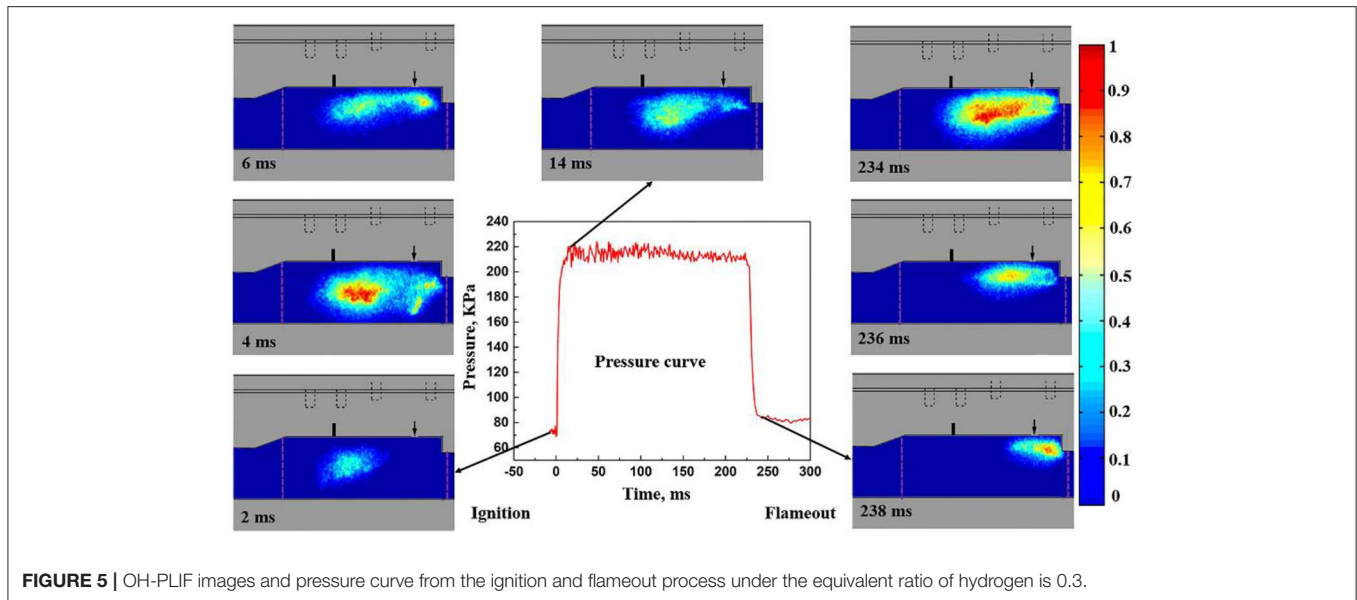 6 ms
14 ms
234 ms
4 ms
236 ms
2 ms
238 ms
1
0.9
0.8
0.7
0.6
0.5
0.4
0.3
0.2
0.1
0
Pressure, KPa
240
220
200
180
160
140
120
100
80
60
Pressure curve
-50 0 50 100 150 200 250 300
Time, ms
Ignition
Flameout
FIGURE 5 | OH-PLIF images and pressure curve from the ignition and flameout process under the equivalent ratio of hydrogen is 0.3.